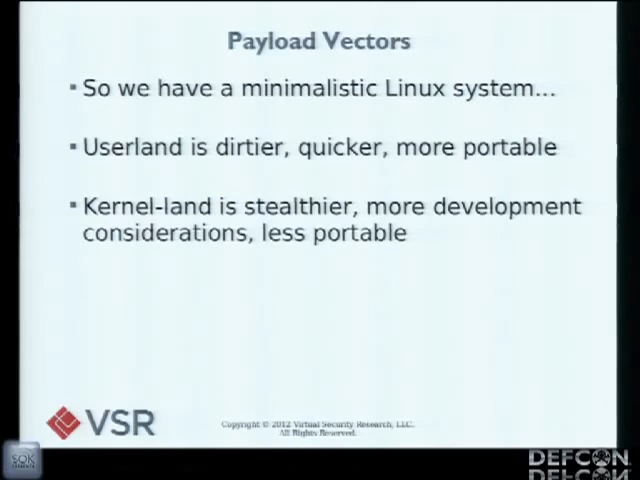 Payload Vectors
So we have a minimalistic Linux system...
Userland is dirtier, quicker, more portable
Kernel-land is stealthier, more development
considerations, less portable
VSR
Copyright © 2012 Virtual Security Research, LLC.
All Rights Reserved.
SOK
DEFCON